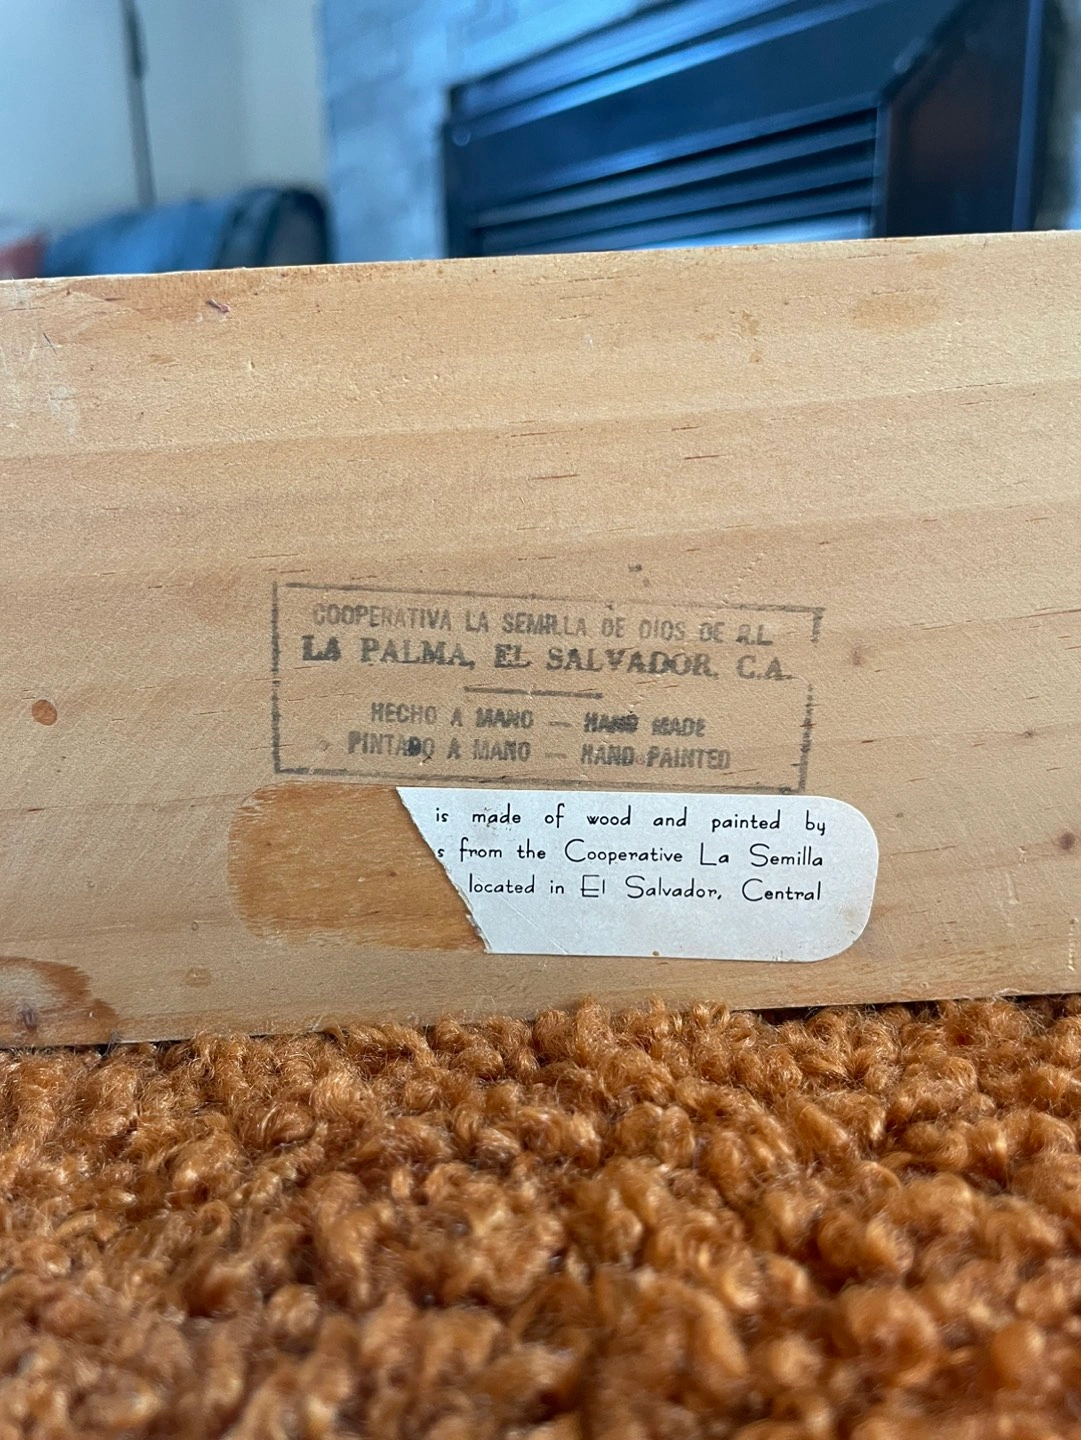 COOPERATIVA LA SEMILLA DE DIOS DE R.L.
LA PALMA, EL SALVADOR, C.A.
HECHO A MANO — HAND MADE
PINTADO A MANO — HAND PAINTED
is made of wood and painted by
s from the Cooperative La Semilla
located in El Salvador, Central